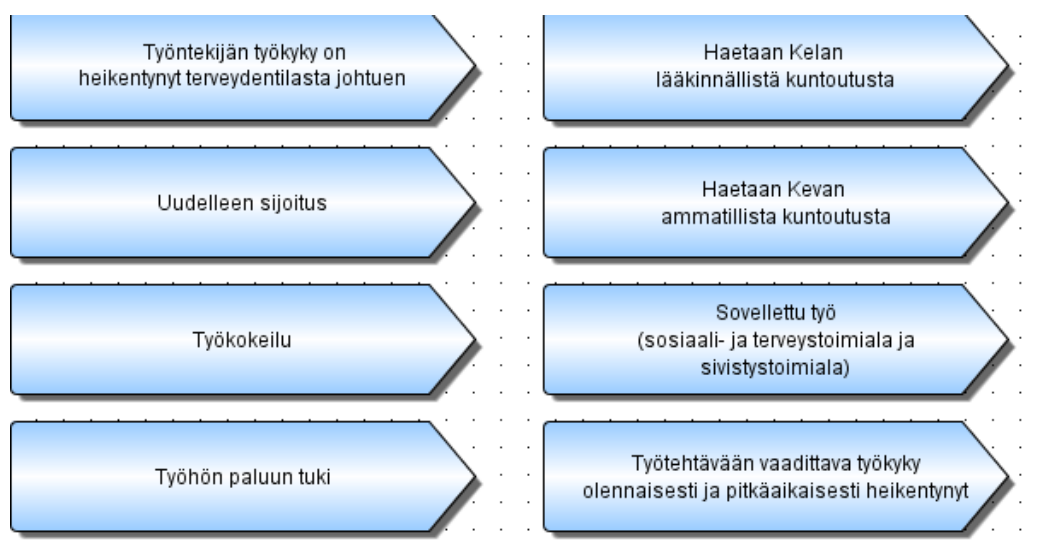 Työntekijän työkyky on
heikentynyt terveydentilasta johtuen
Haetaan Kelan
lääkinnällistä kuntoutusta
Uudelleen sijoitus
Haetaan Kevan
ammatillista kuntoutusta
Työkokeilu
Sovellettu työ
(sosiaali- ja terveystoimiala ja
sivistystoimiala)
Työhön paluun tuki
Työtehtävään vaadittava työkyky
olennaisesti ja pitkäaikaisesti heikentynyt